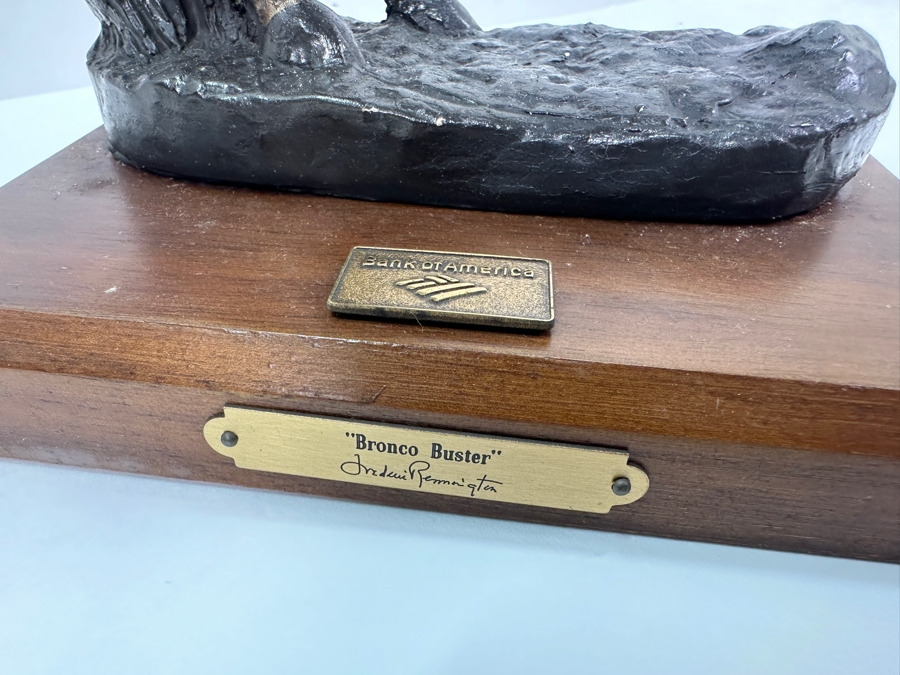 Bank of America
"Bronco Buster"
Frederic Remington